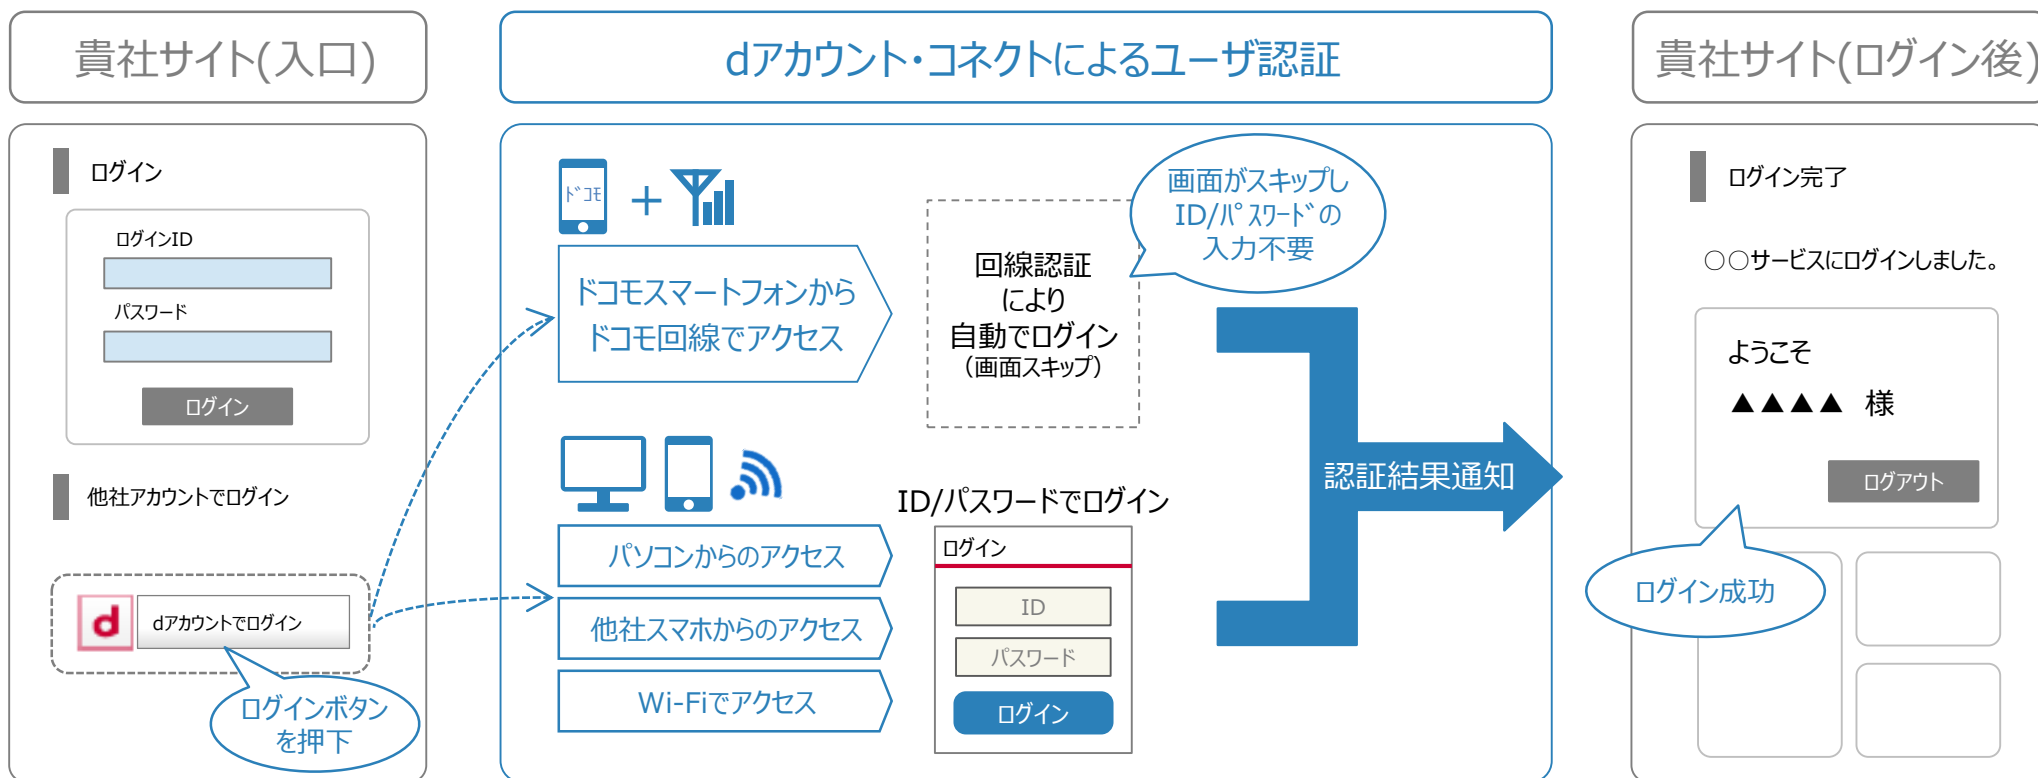 貴社サイト(入口)
dアカウント・コネクトによるユーザ認証
貴社サイト(ログイン後)
ログイン
ログインID
パスワード
ログイン
他社アカウントでログイン
d
dアカウントでログイン
ログインボタン
を押下
ﾄﾞｺﾓ
+
ドコモスマートフォンから
ドコモ回線でアクセス
回線認証
により
自動でログイン
(画面スキップ)
画面がスキップし
ID/ﾊﾟｽﾜｰﾄﾞの
入力不要
パソコンからのアクセス
他社スマホからのアクセス
Wi-Fiでアクセス
ID/パスワードでログイン
ログイン
ID
パスワード
ログイン
認証結果通知
ログイン完了
○○サービスにログインしました。
ようこそ
▲▲▲▲ 様
ログアウト
ログイン成功